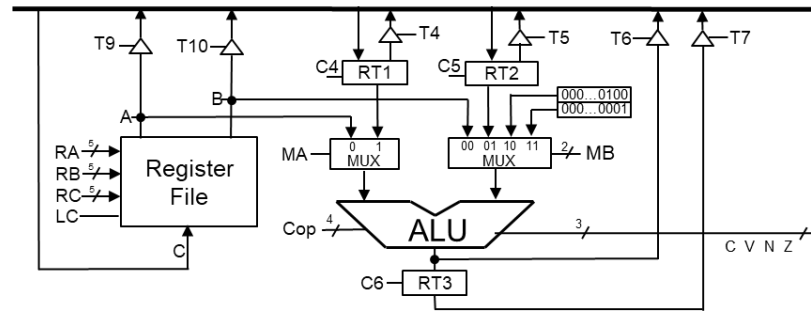 T9
T10
T4
T5
T6
T7
C4
RT1
C5
RT2
000...0100
000...0001
A
B
RA 5
RB 5
RC 5
LC
Register
File
C
MA
0 1
MUX
00 01 10 11
MUX
2
MB
Cop 4
ALU
3
C V N Z
C6
RT3